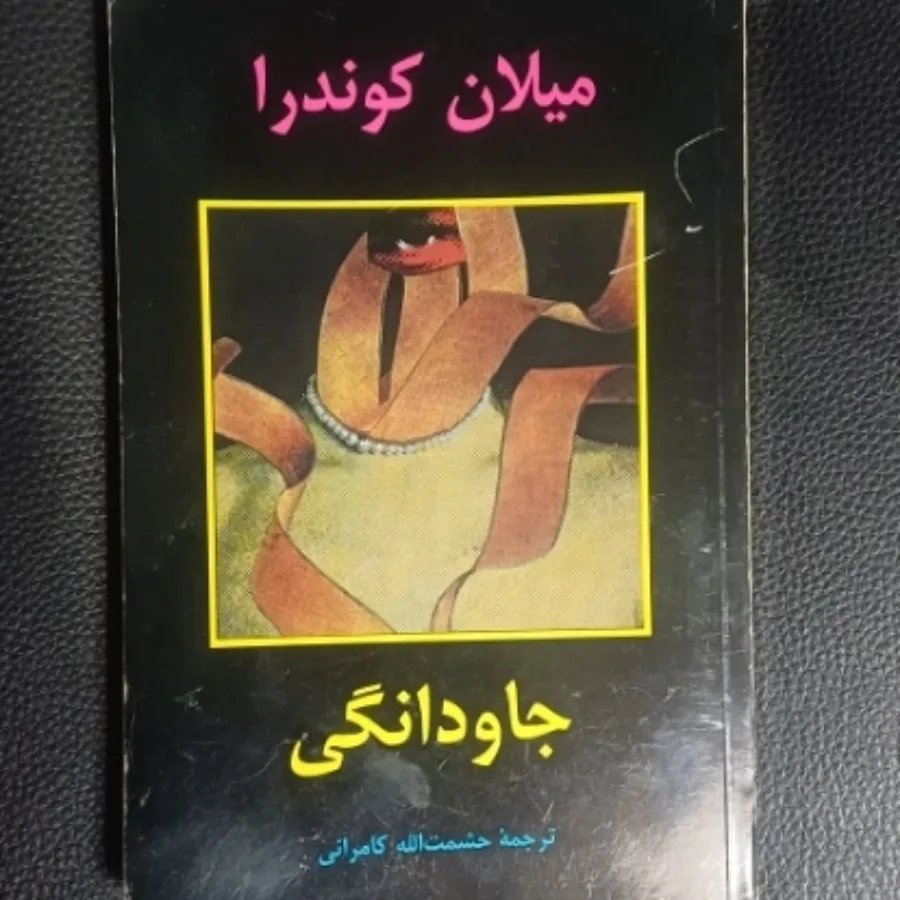 میلان کوندرا
جاودانگی
ترجمهٔ حشمت‌الله کامرانی